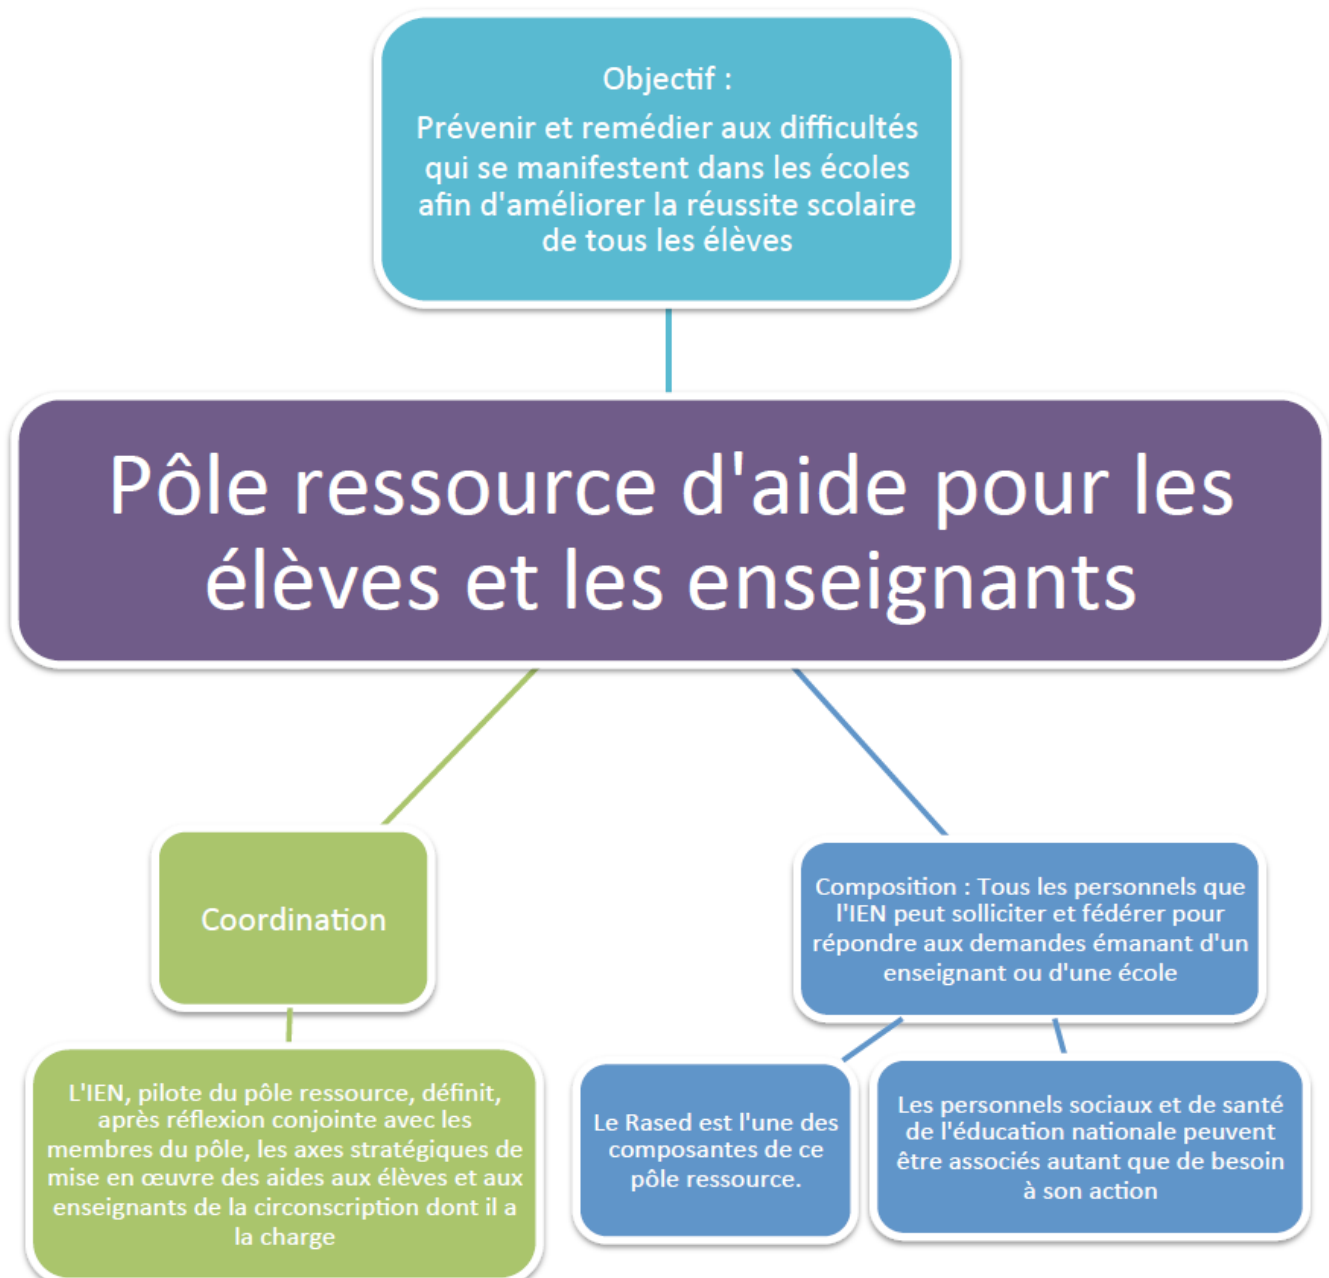 Objectif :
Prévenir et remédier aux difficultés
qui se manifestent dans les écoles
afin d'améliorer la réussite scolaire
de tous les élèves
Pôle ressource d'aide pour les
élèves et les enseignants
Coordination
L'IEN, pilote du pôle ressource, définit,
après réflexion conjointe avec les
membres du pôle, les axes stratégiques de
mise en œuvre des aides aux élèves et aux
enseignants de la circonscription dont il a
la charge
Composition : Tous les personnels que
l'IEN peut solliciter et fédérer pour
répondre aux demandes émanant d'un
enseignant ou d'une école
Le Rased est l'une des
composantes de ce
pôle ressource.
Les personnels sociaux et de santé
de l'éducation nationale peuvent
être associés autant que de besoin
à son action